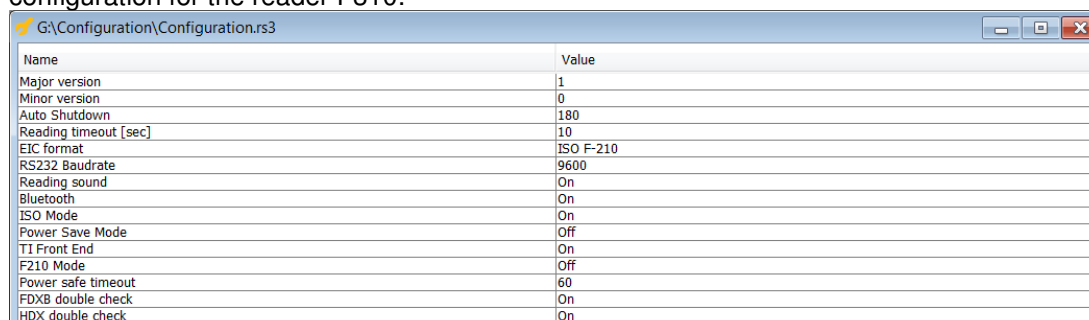 configuration for the reader F810:
G:\Configuration\Configuration.rs3
Name Value
Major version 1
Minor version 0
Auto Shutdown 180
Reading timeout [sec] 10
EIC format ISO F-210
RS232 Baudrate 9600
Reading sound On
Bluetooth On
ISO Mode On
Power Save Mode Off
TI Front End On
F210 Mode Off
Power safe timeout 60
FDXB double check On
HDX double check On